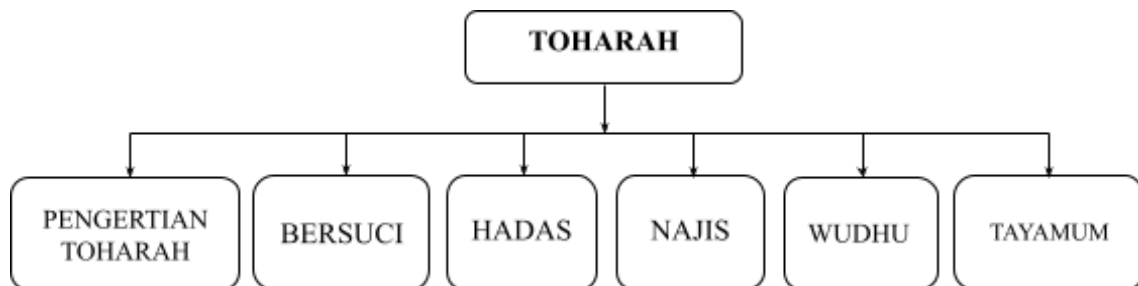 TOHARAH
PENGERTIAN
TOHARAH
BERSUCI
HADAS
NAJIS
WUDHU
TAYAMUM